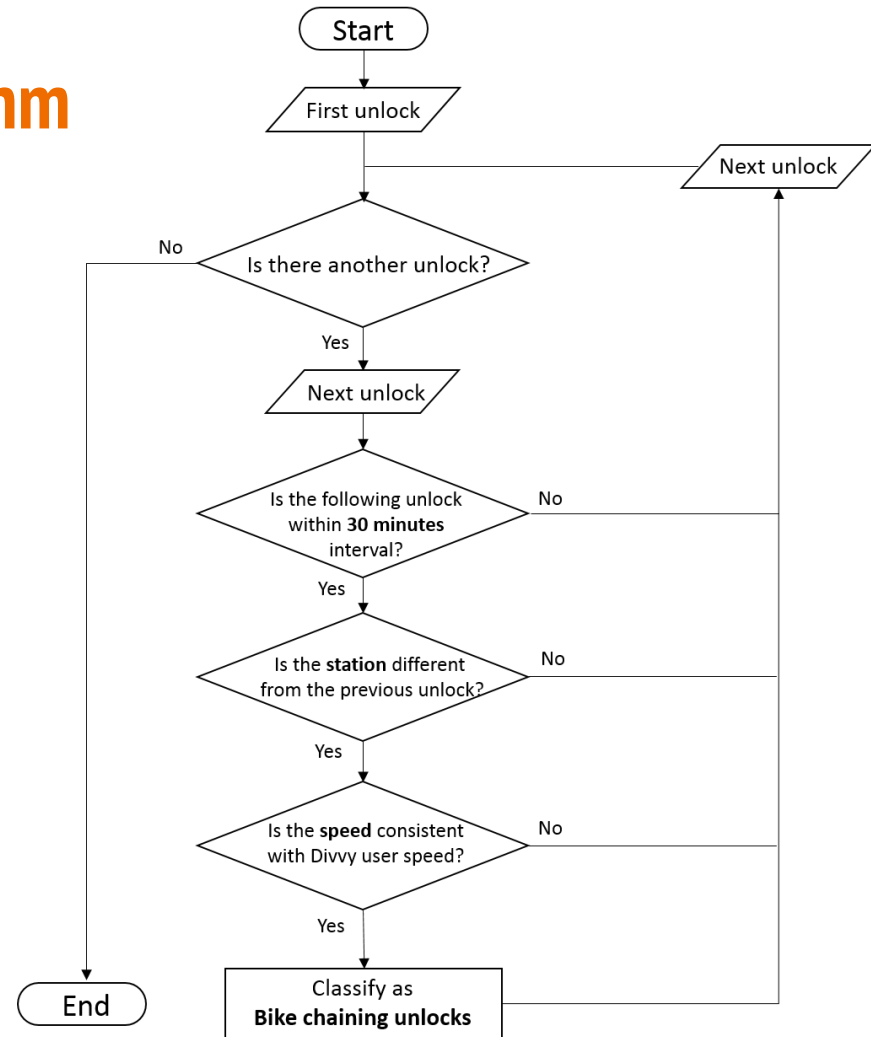 Start
First unlock
Next unlock
Is there another unlock?
No
Yes
Next unlock
Is the following unlock
within 30 minutes
interval?
No
Yes
Is the station different
from the previous unlock?
No
Yes
Is the speed consistent
with Divvy user speed?
No
Yes
Classify as
Bike chaining unlocks
End